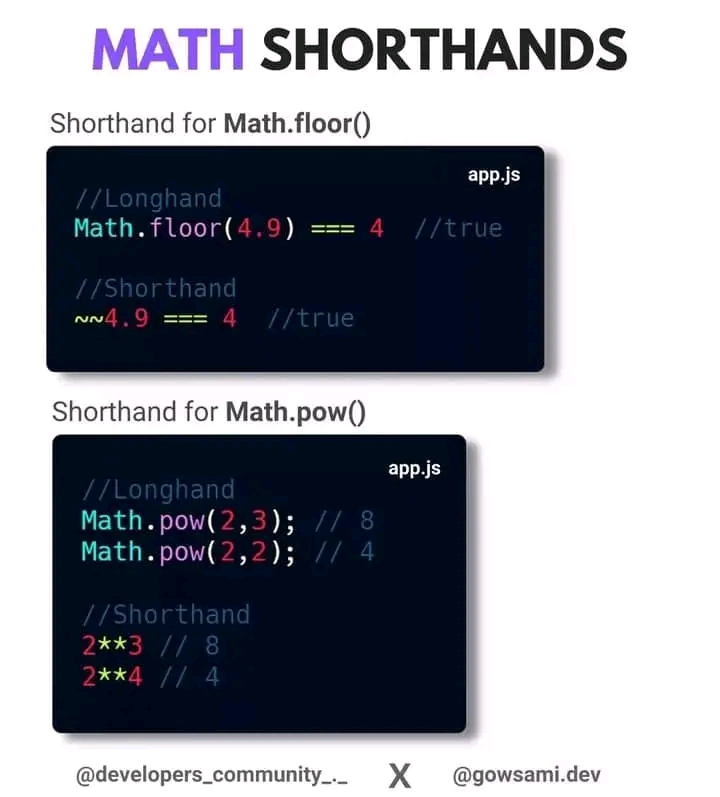 MATH SHORTHANDS
Shorthand for Math.floor()
app.js
//Longhand
Math.floor(4.9) === 4 //true
//Shorthand
~~4.9 === 4 //true
Shorthand for Math.pow()
app.js
//Longhand
Math.pow(2,3); // 8
Math.pow(2,2); // 4
//Shorthand
2**3 // 8
2**4 // 4
@developers_community_._ X @gowsami.dev